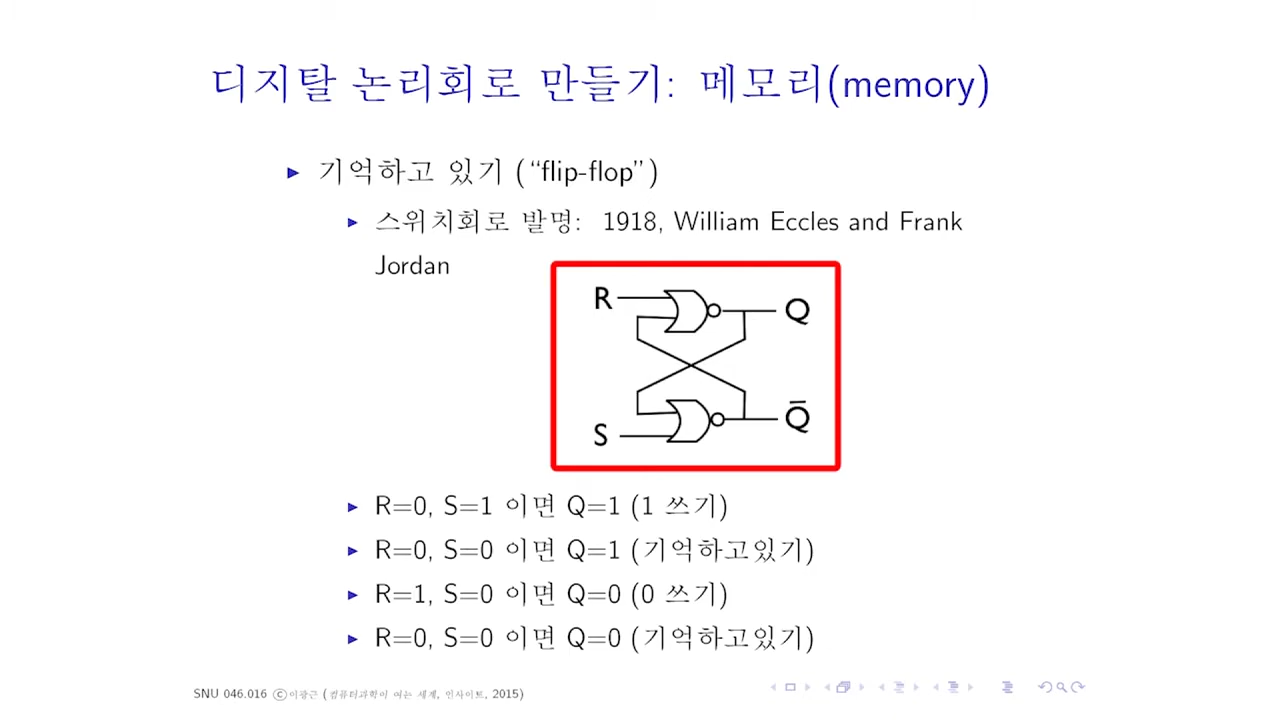 디지탈 논리회로 만들기: 메모리(memory)
▶ 기억하고 있기 (“flip-flop”)
▶ 스위치회로 발명: 1918, William Eccles and Frank
Jordan
R
Q
Q̄
S
▶ R=0, S=1 이면 Q=1 (1 쓰기)
▶ R=0, S=0 이면 Q=1 (기억하고있기)
▶ R=1, S=0 이면 Q=0 (0 쓰기)
▶ R=0, S=0 이면 Q=0 (기억하고있기)
SNU 046.016 ⓒ이광근 (컴퓨터과학이 여는 세계, 인사이트, 2015)